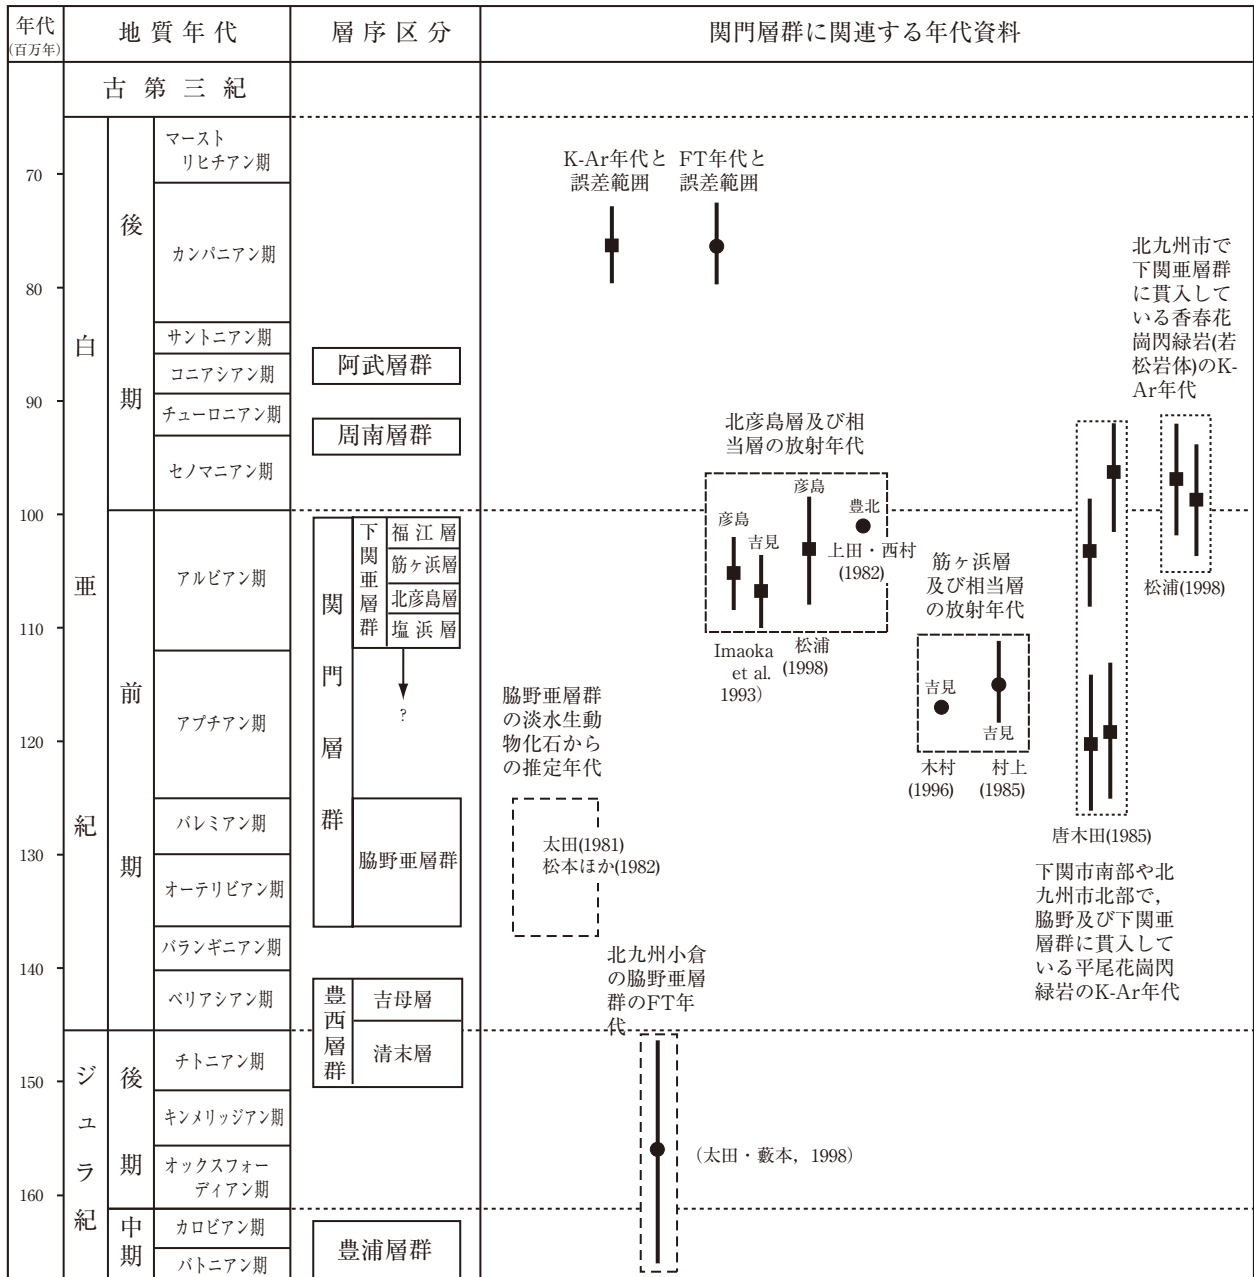 年代
(百万年)
地質年代
層序区分
関門層群に関連する年代資料
古第三紀
白亜紀
後期
マースト
リヒチアン期
カンパニアン期
サントニアン期
コニアシアン期
チューロニアン期
セノマニアン期
前期
アルビアン期
アプチアン期
バレミアン期
オーテリビアン期
バランギニアン期
ベリアシアン期
ジュラ紀
後期
チトニアン期
キンメリッジアン期
オックスフォー
ディアン期
中期
カロビアン期
バトニアン期
70
80
90
100
110
120
130
140
150
160
阿武層群
周南層群
関門層群
下関亜層群
福江層
筋ヶ浜層
北彦島層
塩浜層
?
脇野亜層群
豊西層群
吉母層
清末層
豊浦層群
K-Ar年代と
誤差範囲
FT年代と
誤差範囲
北九州市で
下関亜層群
に貫入して
いる香春花
崗閃緑岩(若
松岩体)のK-
Ar年代
松浦(1998)
北彦島層及び相
当層の放射年代
彦島
吉見
彦島
豊北
上田・西村
(1982)
Imaoka
et al.
1993)
松浦
(1998)
筋ヶ浜層
及び相当層
の放射年代
吉見
吉見
木村
(1996)
村上
(1985)
唐木田(1985)
下関市南部や北
九州市北部で，
脇野及び下関亜
層群に貫入して
いる平尾花崗閃
緑岩のK-Ar年代
脇野亜層群
の淡水生動
物化石から
の推定年代
太田(1981)
松本ほか(1982)
北九州小倉
の脇野亜層
群のFT年
代
(太田・藪本，1998)